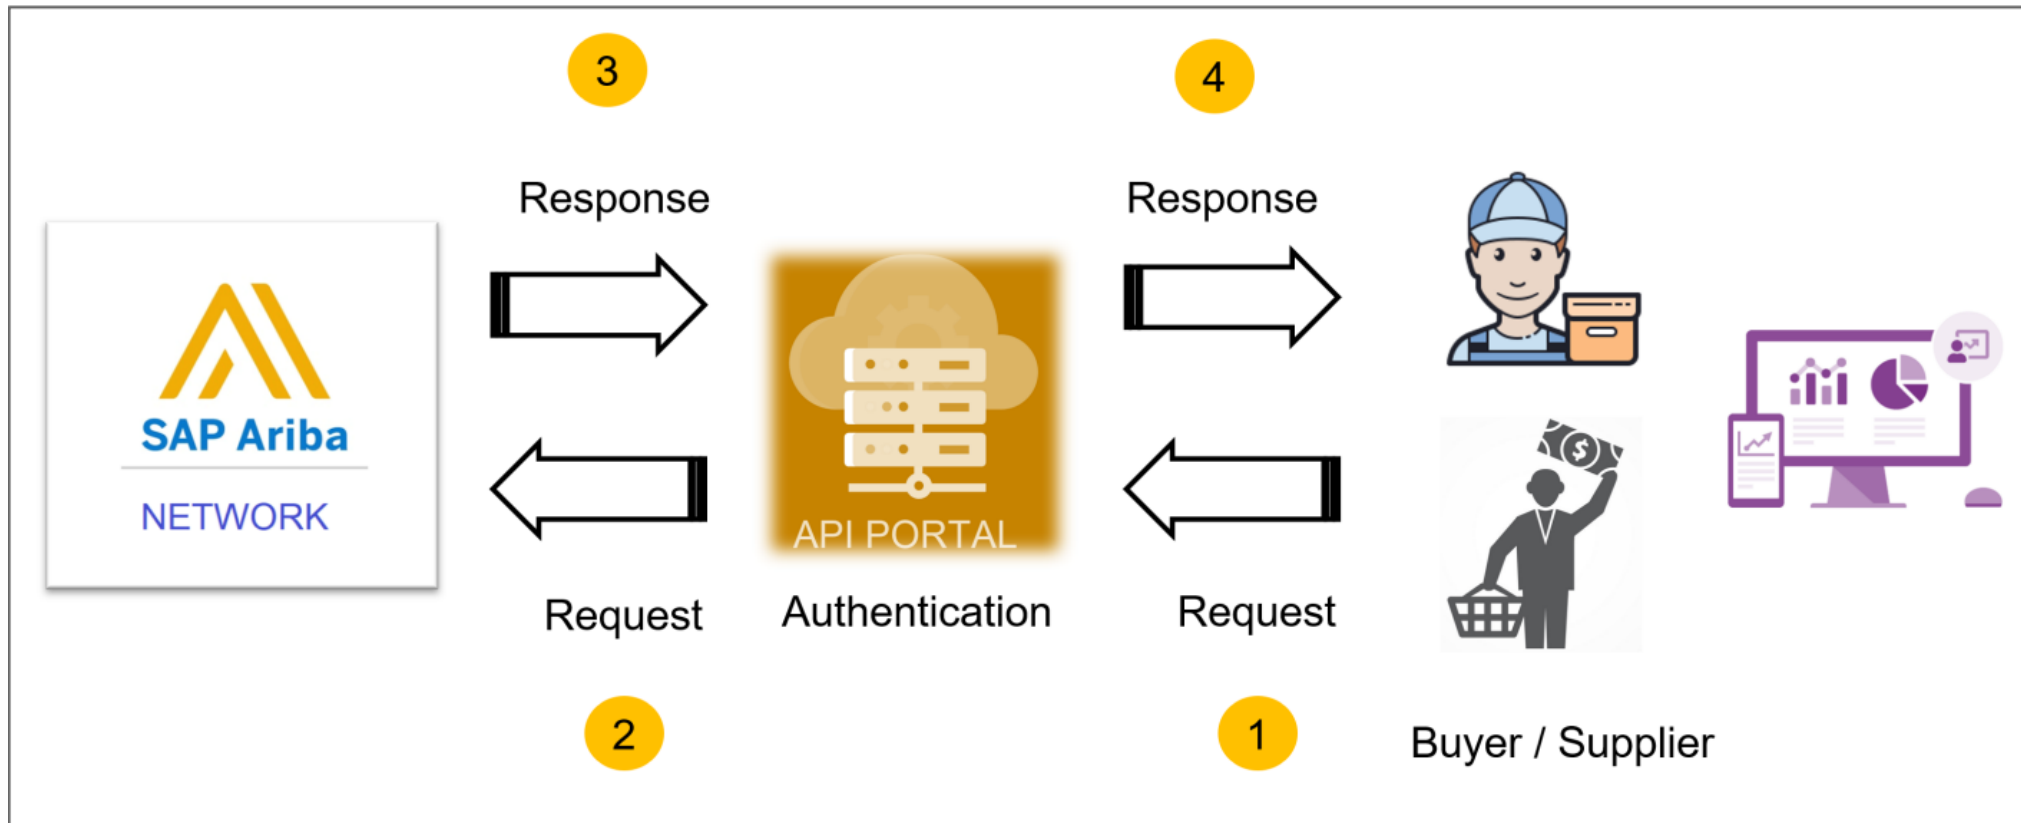 3
4
Response
Response
SAP Ariba
NETWORK
API PORTAL
Request
Authentication
Request
2
1
Buyer / Supplier
$